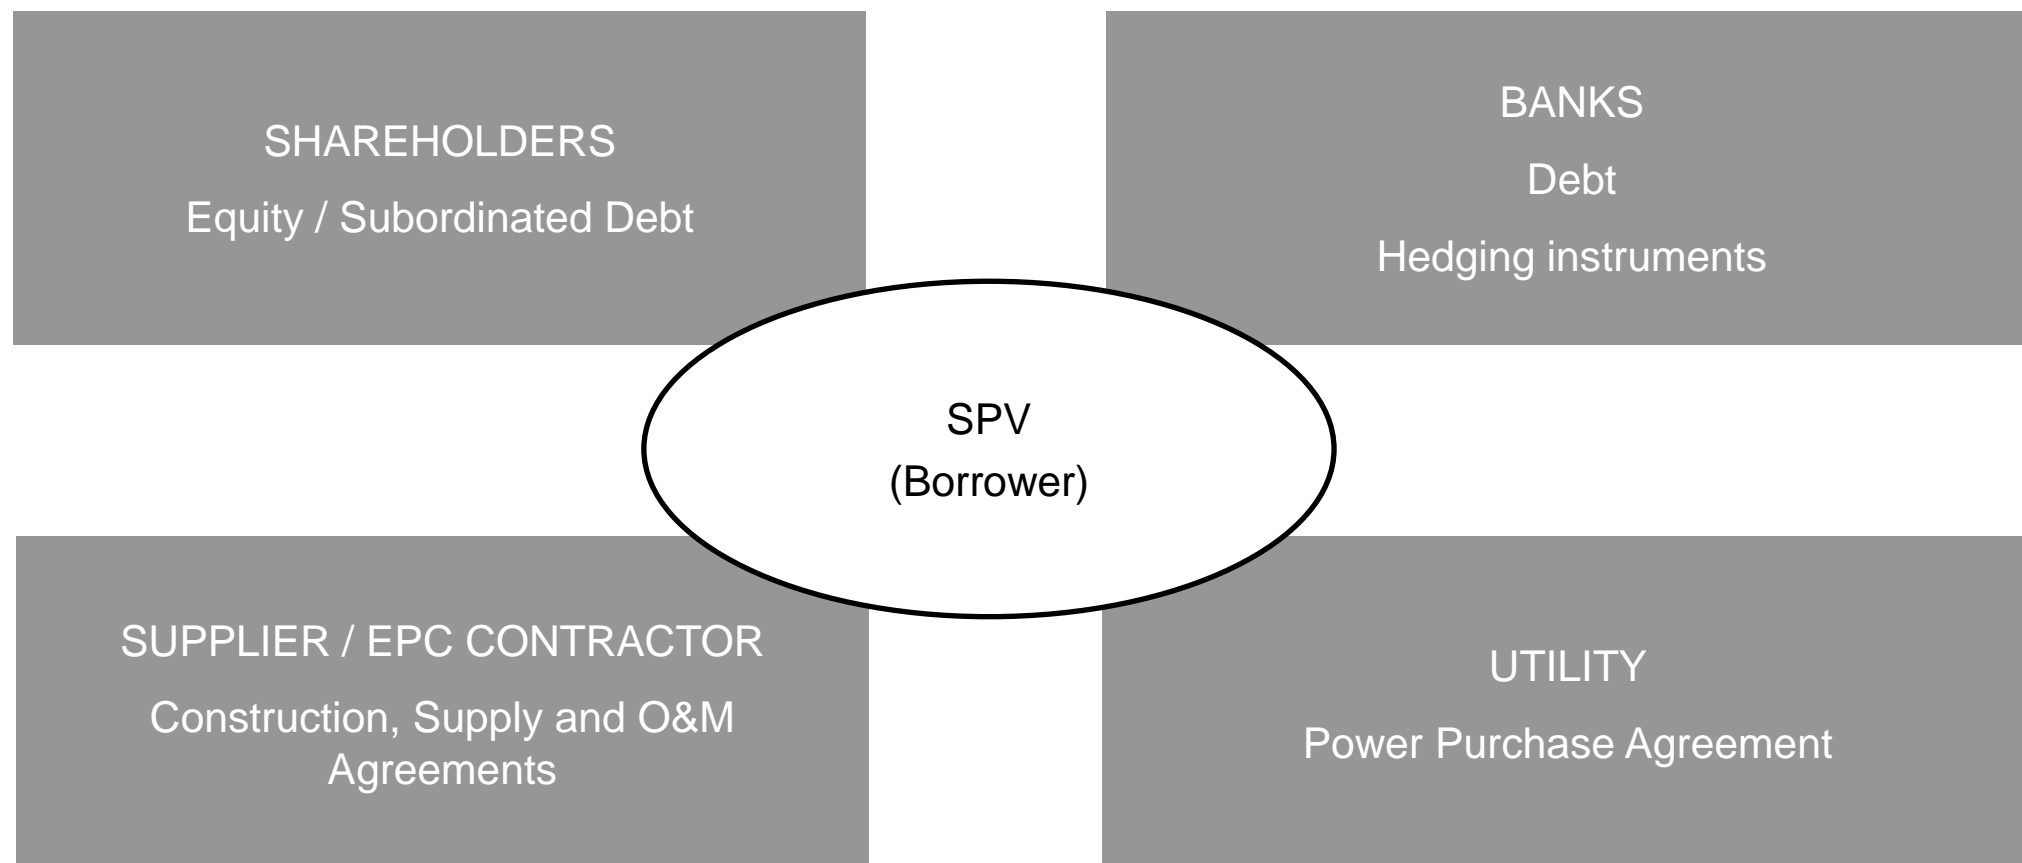 SHAREHOLDERS
Equity / Subordinated Debt
BANKS
Debt
Hedging instruments
SPV
(Borrower)
SUPPLIER / EPC CONTRACTOR
Construction, Supply and O&M
Agreements
UTILITY
Power Purchase Agreement